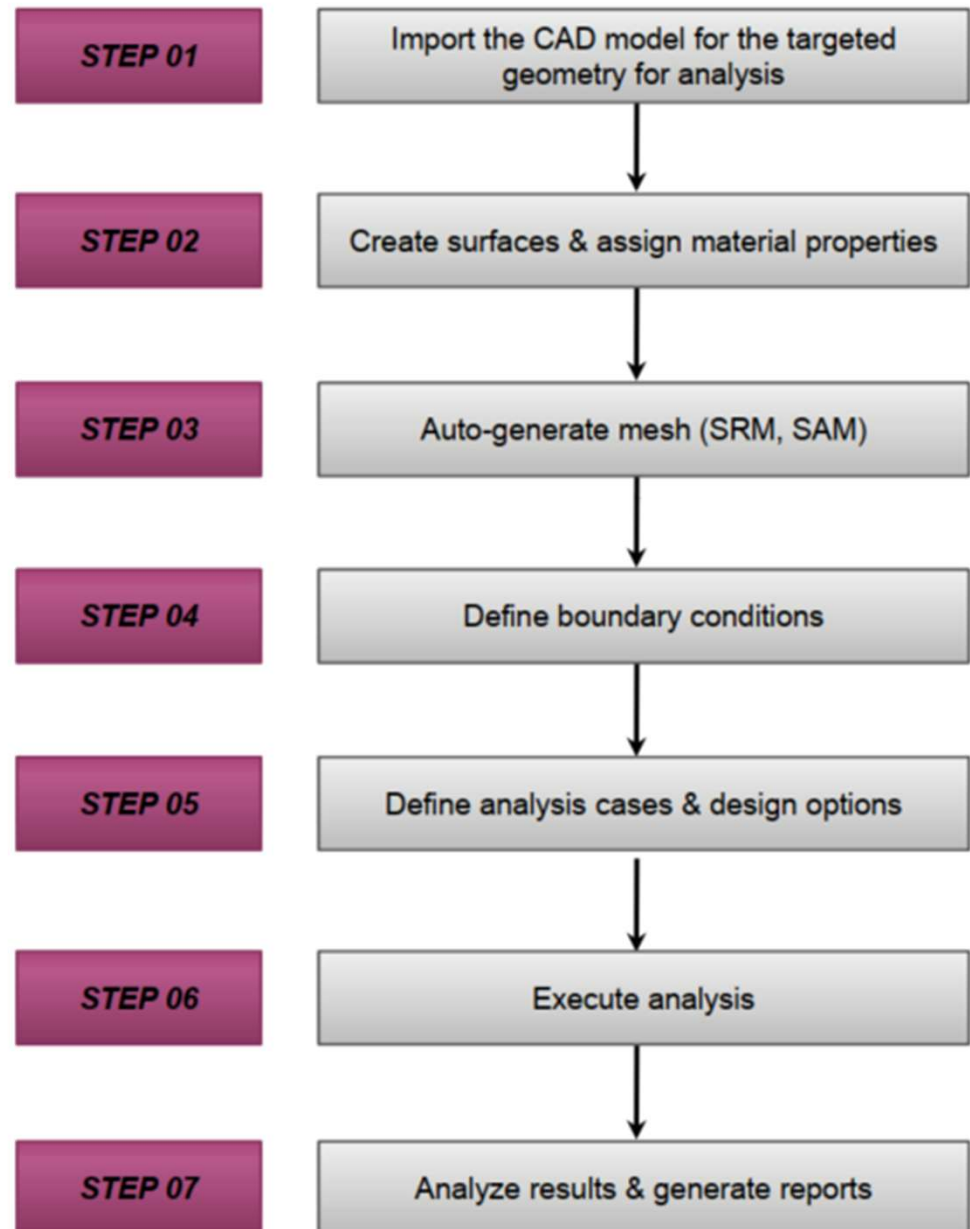 STEP 01
Import the CAD model for the targeted
geometry for analysis
STEP 02
Create surfaces & assign material properties
STEP 03
Auto-generate mesh (SRM, SAM)
STEP 04
Define boundary conditions
STEP 05
Define analysis cases & design options
STEP 06
Execute analysis
STEP 07
Analyze results & generate reports